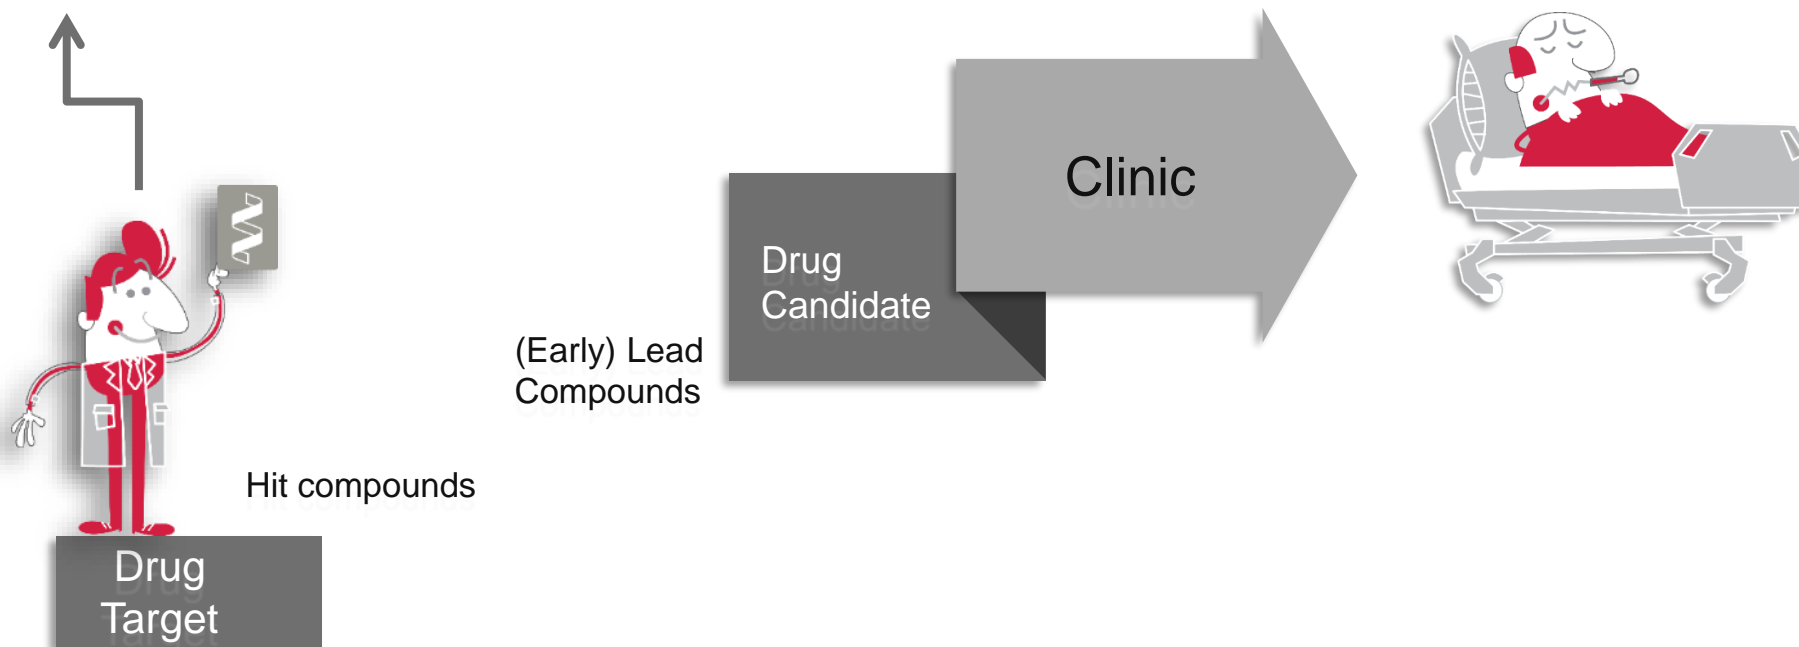 Clinic
Drug
Candidate
(Early) Lead
Compounds
Hit compounds
Drug
Target